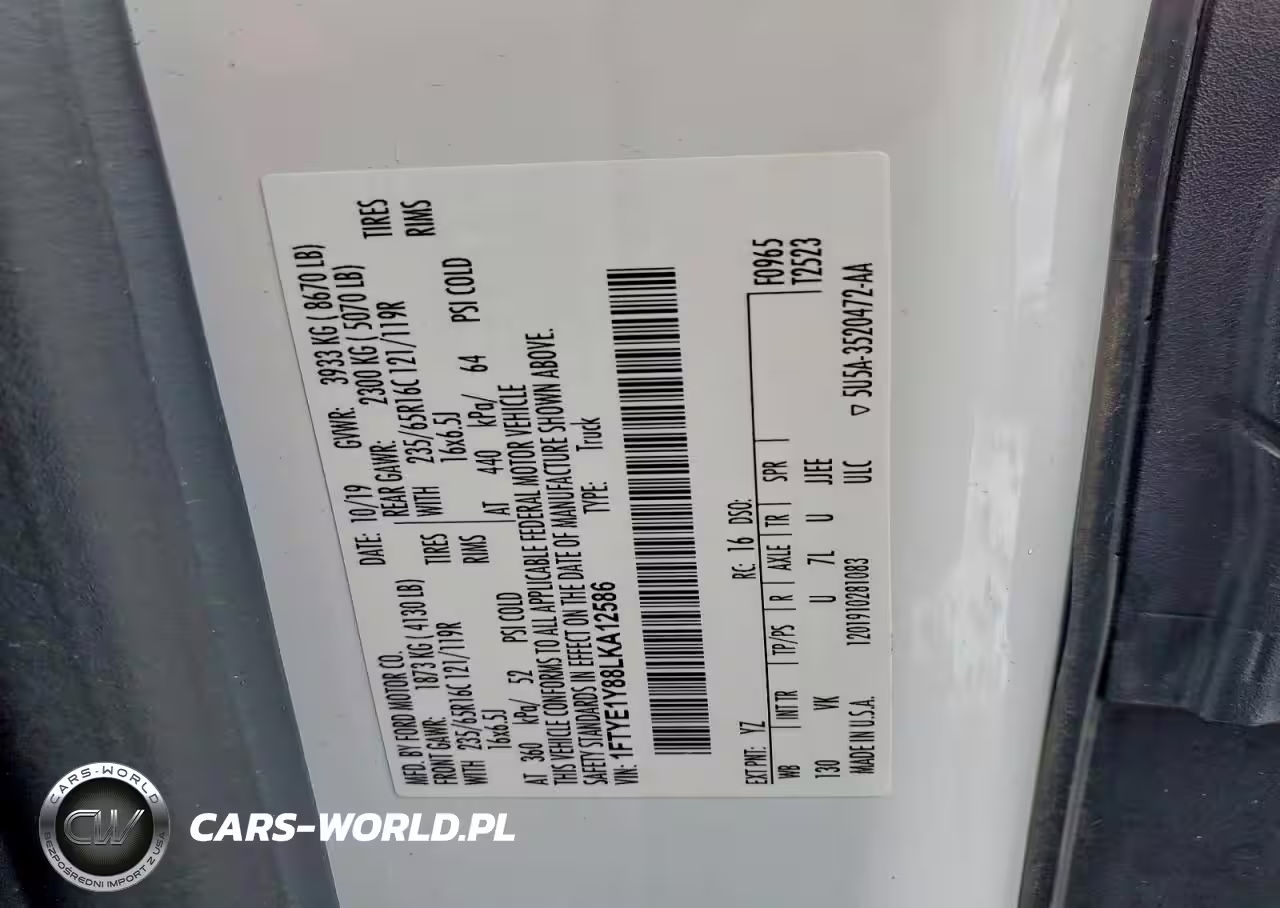 MFD. BY FORD MOTOR CO. DATE: 10/19 GVWR: 3933 KG ( 8670 LB)
FRONT GAWR: 1873 KG ( 4130 LB) REAR GAWR: 2300 KG ( 5070 LB)
WITH 235/65R16C 121/119R TIRES WITH 235/65R16C 121/119R TIRES
16x6.5J RIMS 16x6.5J RIMS
AT 360 kPa/ 52 PSI COLD AT 440 kPa/ 64 PSI COLD
THIS VEHICLE CONFORMS TO ALL APPLICABLE FEDERAL MOTOR VEHICLE
SAFETY STANDARDS IN EFFECT ON THE DATE OF MANUFACTURE SHOWN ABOVE.
VIN: 1FTYE1Y88LKA12586 TYPE: Truck
EXT PNT: YZ RC: 16 DSO: F0965
WB INT TR TP/PS R AXLE TR SPR T2523
130 VK U 7L U JJEE
MADE IN U.S.A. 1201910281083 ULC ▽ 5U5A-3520472-AA
CARS-WORLD
CW
BEZPOŚREDNI IMPORT Z USA
CARS-WORLD.PL